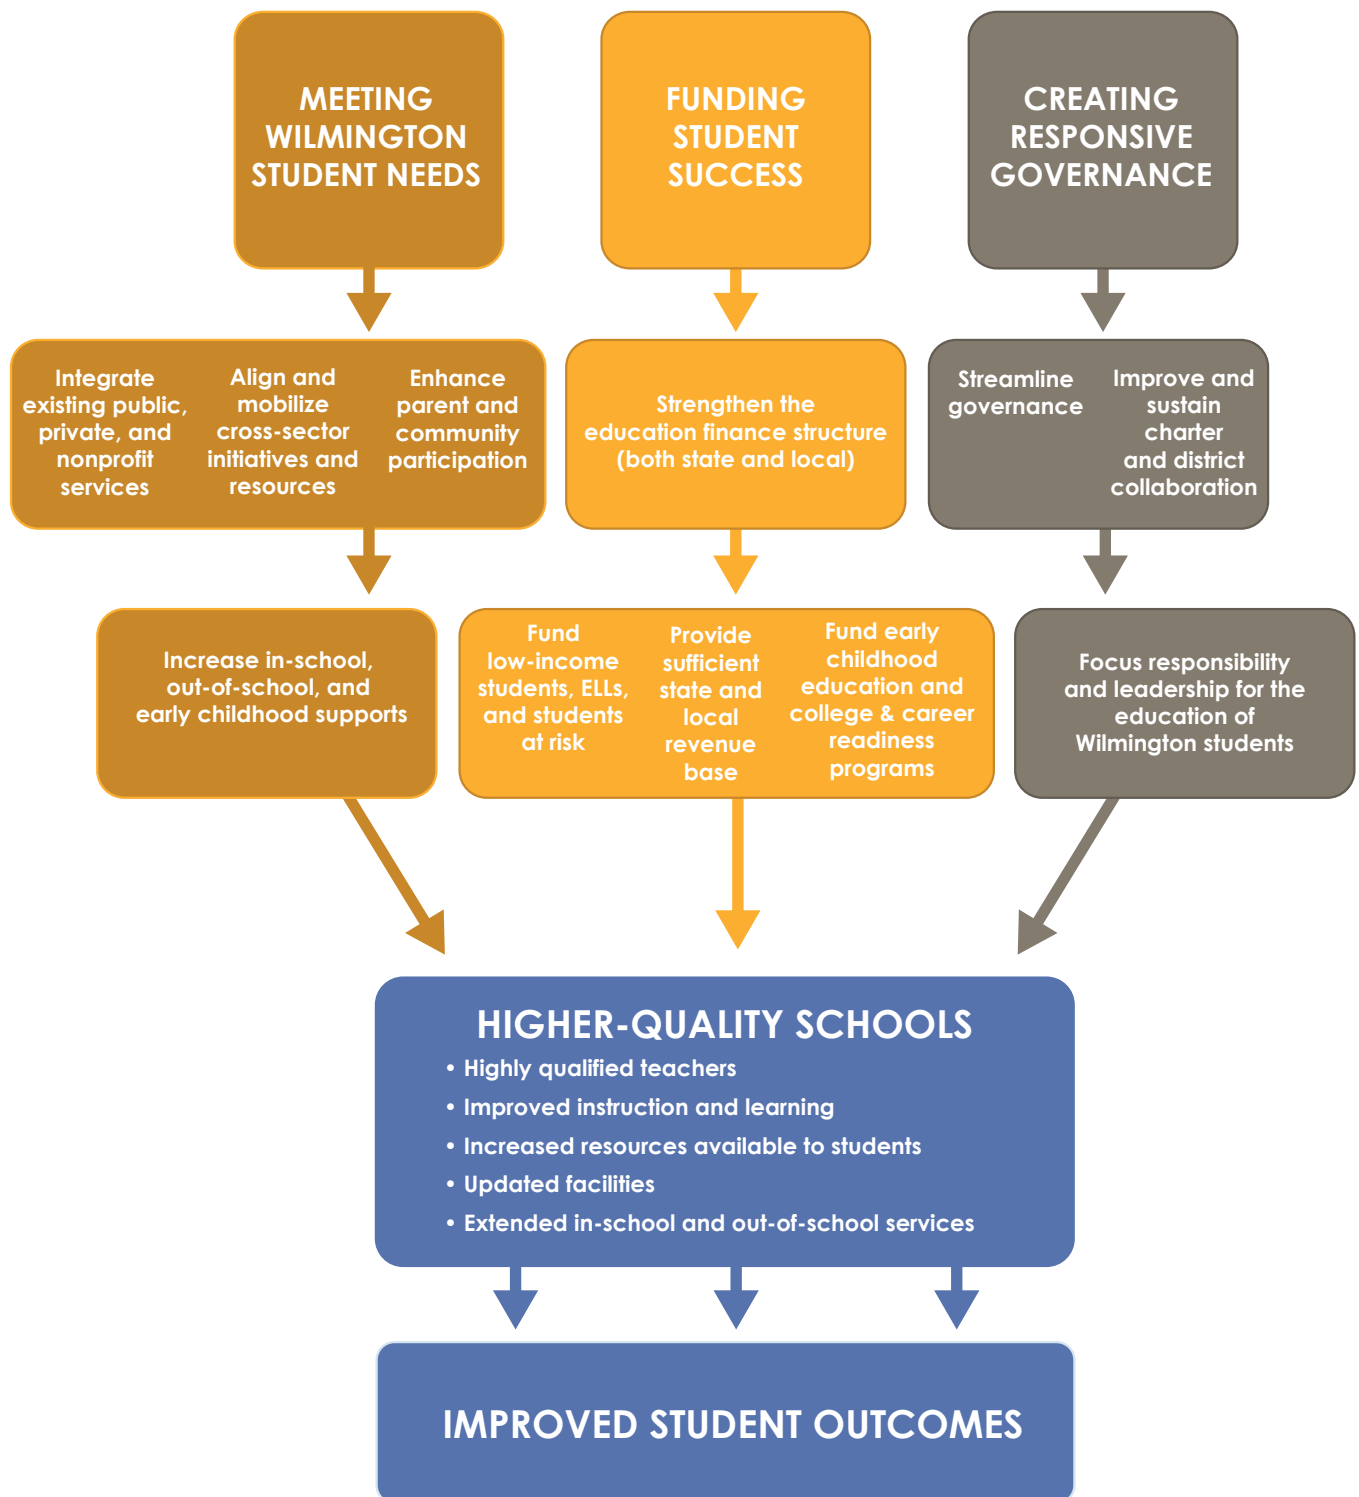 MEETING
WILMINGTON
STUDENT NEEDS
FUNDING
STUDENT
SUCCESS
CREATING
RESPONSIVE
GOVERNANCE
Integrate
existing public,
private, and
nonprofit
services
Align and
mobilize
cross-sector
initiatives and
resources
Enhance
parent and
community
participation
Strengthen the
education finance structure
(both state and local)
Streamline
governance
Improve and
sustain
charter
and district
collaboration
Increase in-school,
out-of-school, and
early childhood supports
Fund
low-income
students, ELLs,
and students
at risk
Provide
sufficient
state and
local
revenue
base
Fund early
childhood
education and
college & career
readiness
programs
Focus responsibility
and leadership for the
education of
Wilmington students
HIGHER-QUALITY SCHOOLS
• Highly qualified teachers
• Improved instruction and learning
• Increased resources available to students
• Updated facilities
• Extended in-school and out-of-school services
IMPROVED STUDENT OUTCOMES